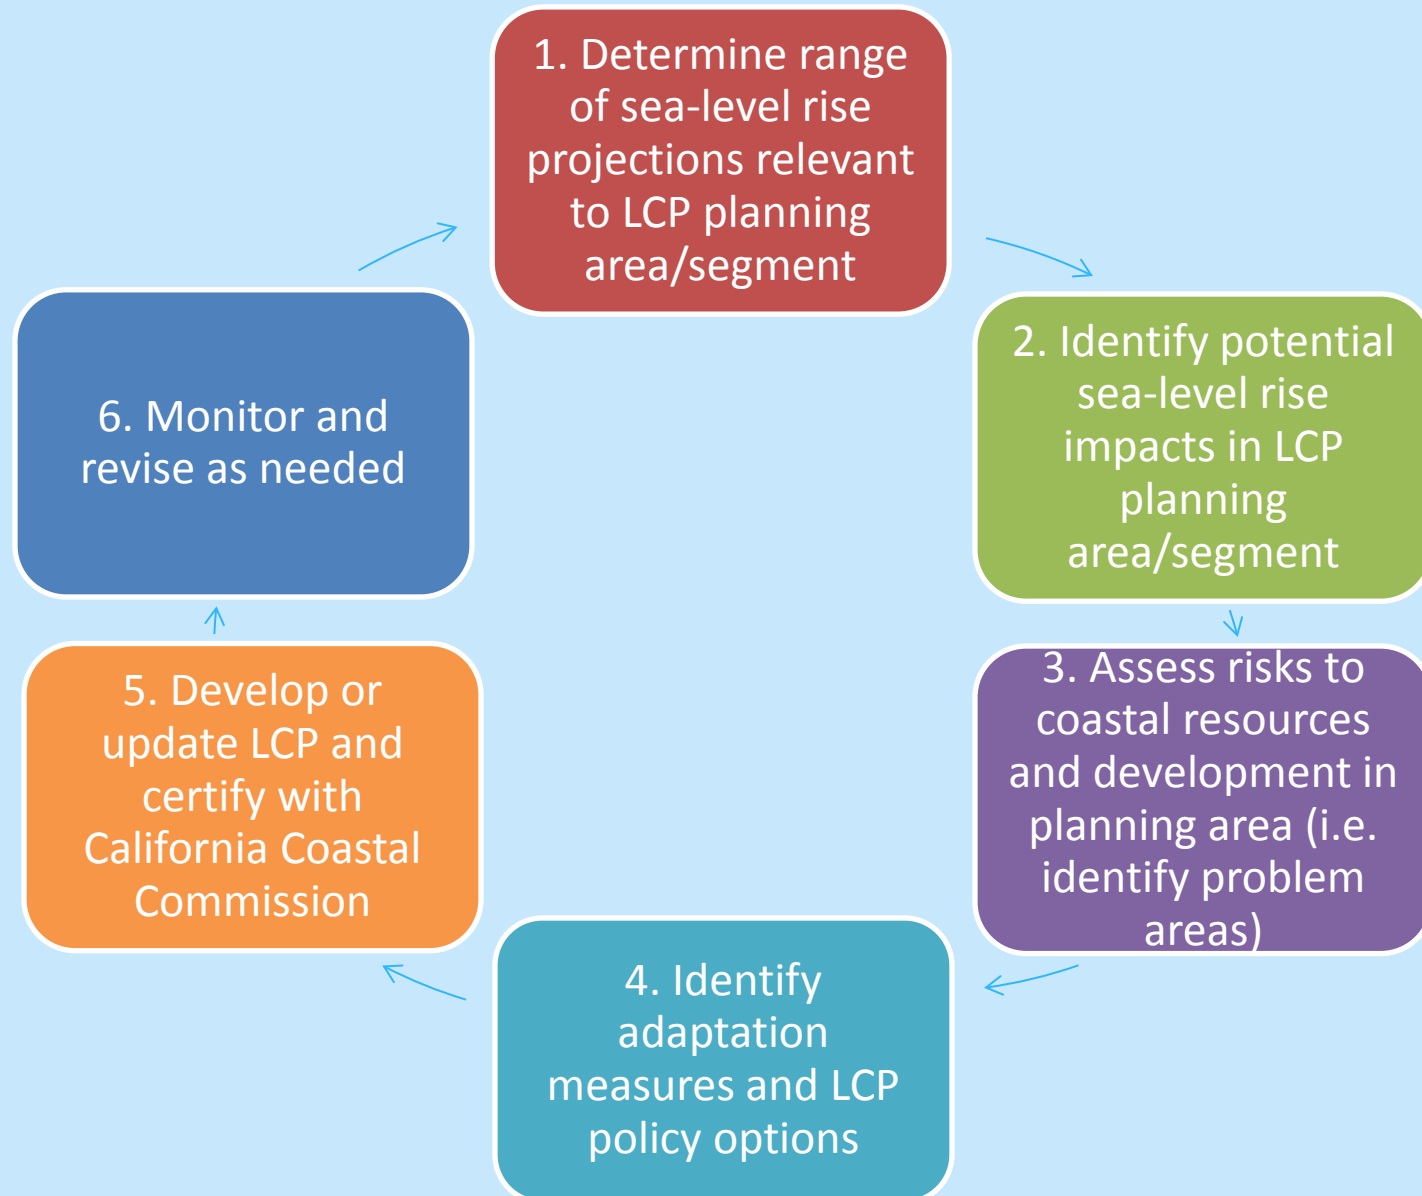 1. Determine range
of sea-level rise
projections relevant
to LCP planning
area/segment
2. Identify potential
sea-level rise
impacts in LCP
planning
area/segment
3. Assess risks to
coastal resources
and development in
planning area (i.e.
identify problem
areas)
4. Identify
adaptation
measures and LCP
policy options
5. Develop or
update LCP and
certify with
California Coastal
Commission
6. Monitor and
revise as needed